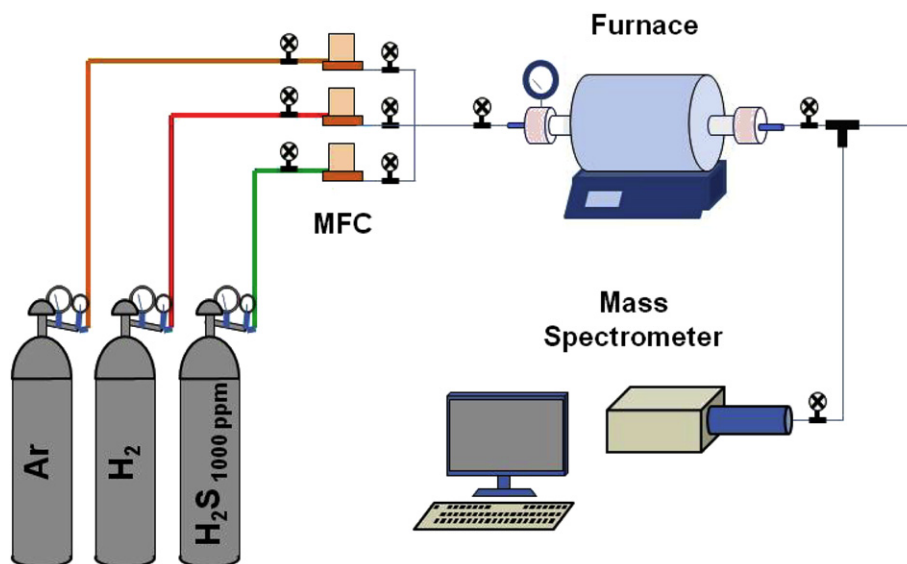 Furnace
MFC
Mass
Spectrometer
Ar
H₂
H₂S 1000 ppm